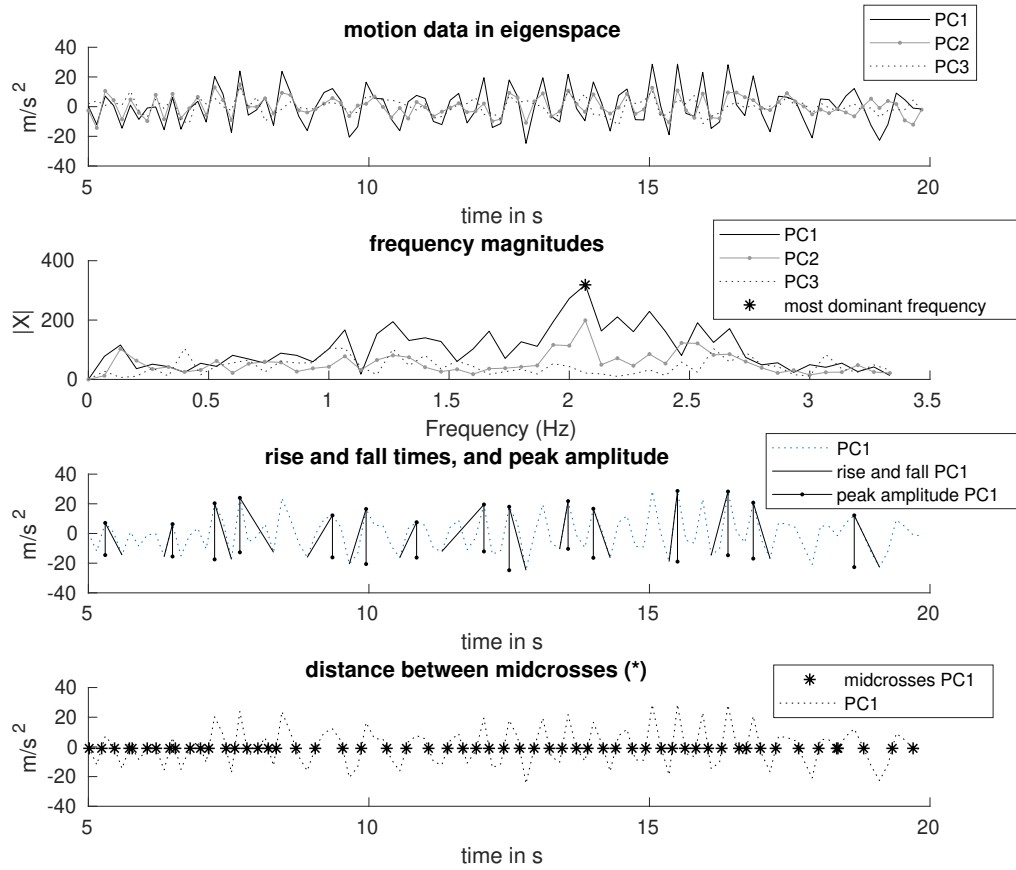 motion data in eigenspace
PC1
PC2
PC3
40
20
0
-20
-40
m/s 2
5
10
15
20
time in s
frequency magnitudes
PC1
PC2
PC3
most dominant frequency
400
200
0
|X|
0
0.5
1
1.5
2
2.5
3
3.5
Frequency (Hz)
rise and fall times, and peak amplitude
PC1
rise and fall PC1
peak amplitude PC1
40
20
0
-20
-40
m/s 2
5
10
15
20
time in s
distance between midcrosses (*)
midcrosses PC1
PC1
40
20
0
-20
-40
m/s 2
5
10
15
20
time in s